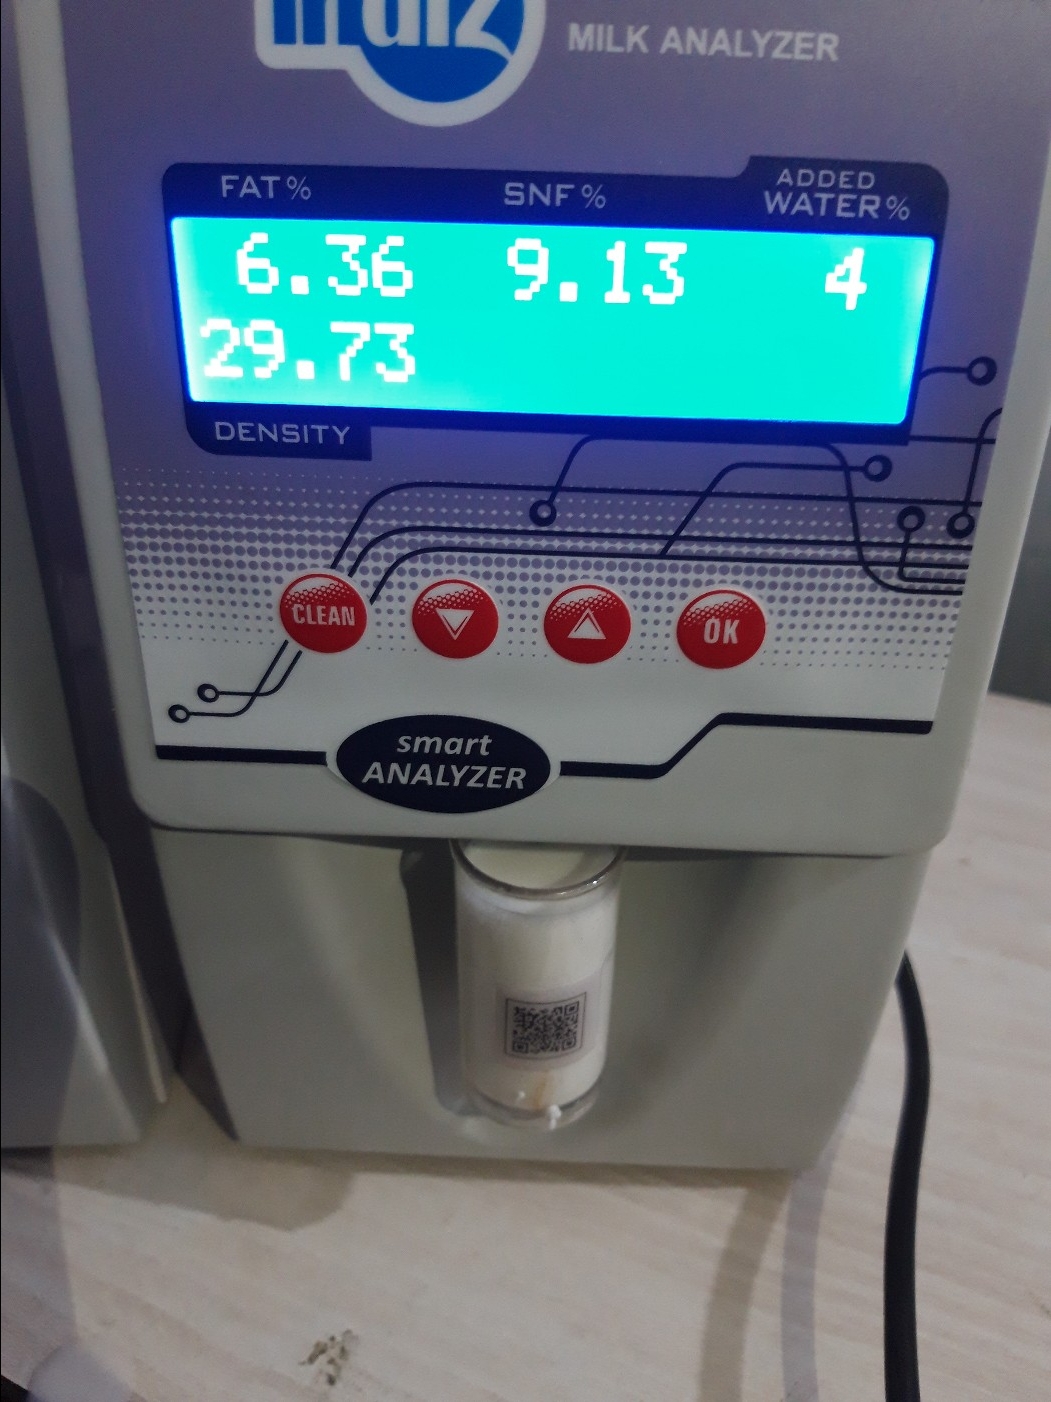 MILK ANALYZER
FAT % SNF % ADDED WATER %
6.36 9.13 4
29.73
DENSITY
CLEAN OK
smart
ANALYZER